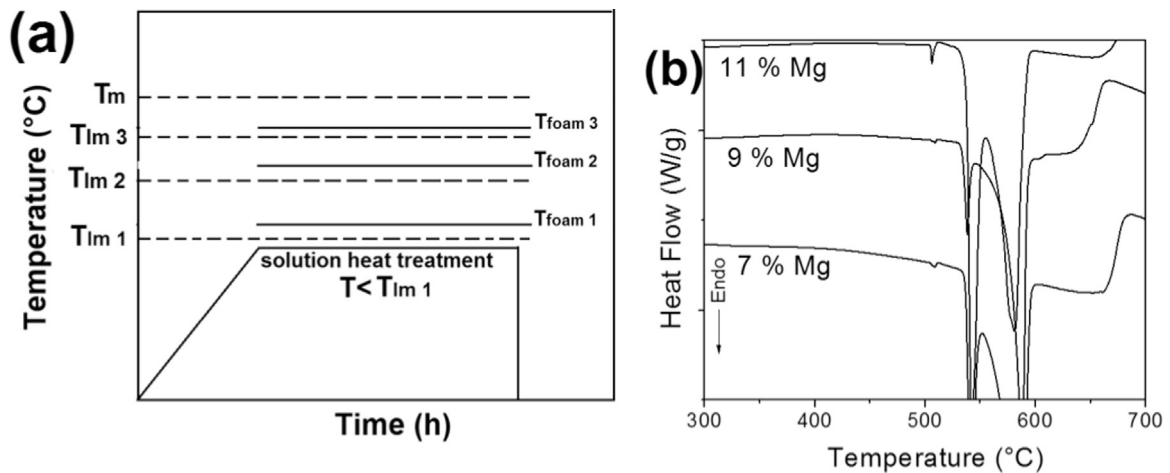 (a)
Temperature (°C)
Tm
Tlm 3
Tlm 2
Tlm 1
Tfoam 3
Tfoam 2
Tfoam 1
solution heat treatment
T< Tlm 1
Time (h)
(b)
Heat Flow (W/g)
11 % Mg
9 % Mg
7 % Mg
Endo
300 400 500 600 700
Temperature (°C)